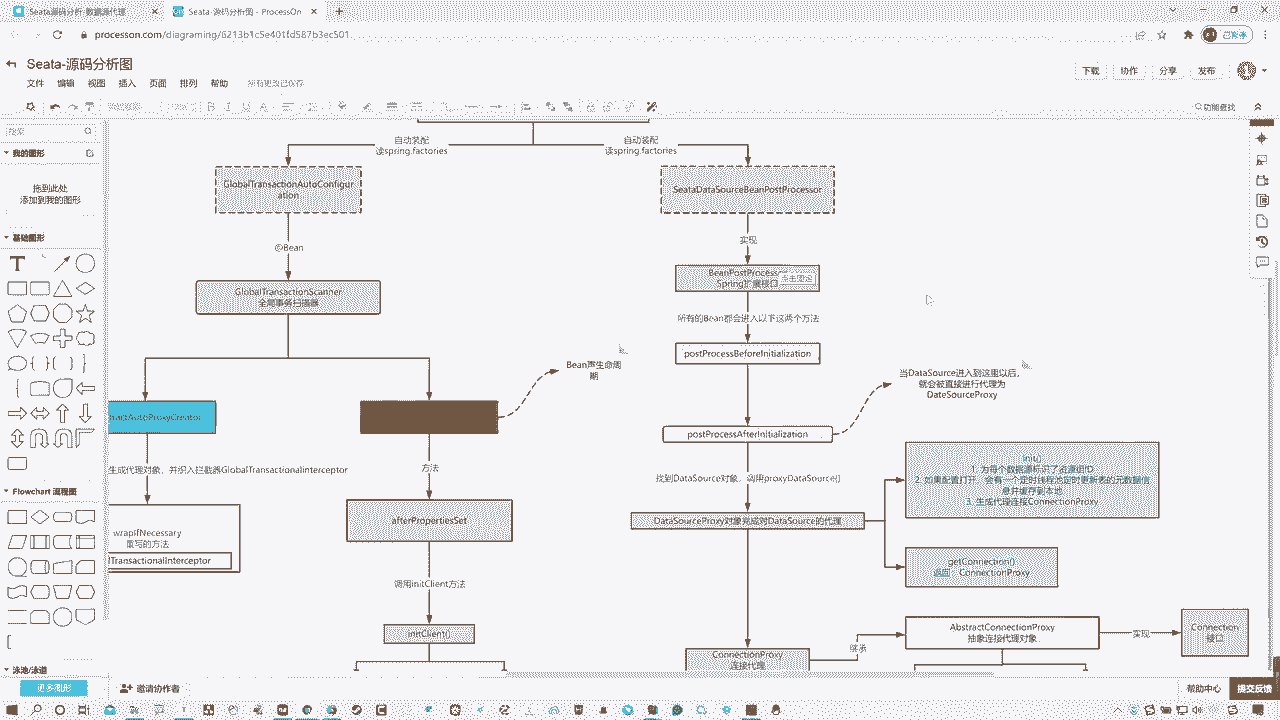 Seata源码分析-数据源代理
Seata-源码分析图 - ProcessOn
processon.com/diagraming/6213b1c5e401fd587b3ec501
Seata-源码分析图
文件 编辑 视图 插入 页面 排列 帮助 所有更改已保存
下载 协作 分享 发布
功能查找
搜索
我的图形
拖到此处
添加到我的图形
基础图形
Flowchart 流程图
泳池/泳道
更多图形
邀请协作者
帮助中心
提交反馈
自动装配
读spring.factories
自动装配
读spring.factories
GlobalTransactionAutoConfigur
ation
SeataDataSourceBeanPostProcessor
@Bean
实现
GlobalTransactionScanner
全局事务扫描器
BeanPostProcess
Spring扩展接口
所有的Bean都会进入以下这两个方法
postProcessBeforeInitialization
Bean声生命周
期
当DataSource进入到这里以后，
就会被直接进行代理为
DateSourceProxy
tractAutoProxyCreator
postProcessAfterInitialization
生成代理对象，并织入拦截器GlobalTransactionalInterceptor
方法
找到DataSource对象，调用proxyDataSource()
init()
1. 为每个数据源标识了资源组ID
2. 如果配置打开，会有一个定时线程池定时更新表的元数据信
息并缓存到本地
3. 生成代理连接ConnectionProxy
wrapIfNecessary
重写的方法
lTransactionalInterceptor
afterPropertiesSet
DataSourceProxy对象完成对DataSource的代理
getConnection()
返回：ConnectionProxy
调用initClient方法
initClient()
ConnectionProxy
连接代理
继承
AbstractConnectionProxy
抽象连接代理对象
实现
Connection
接口